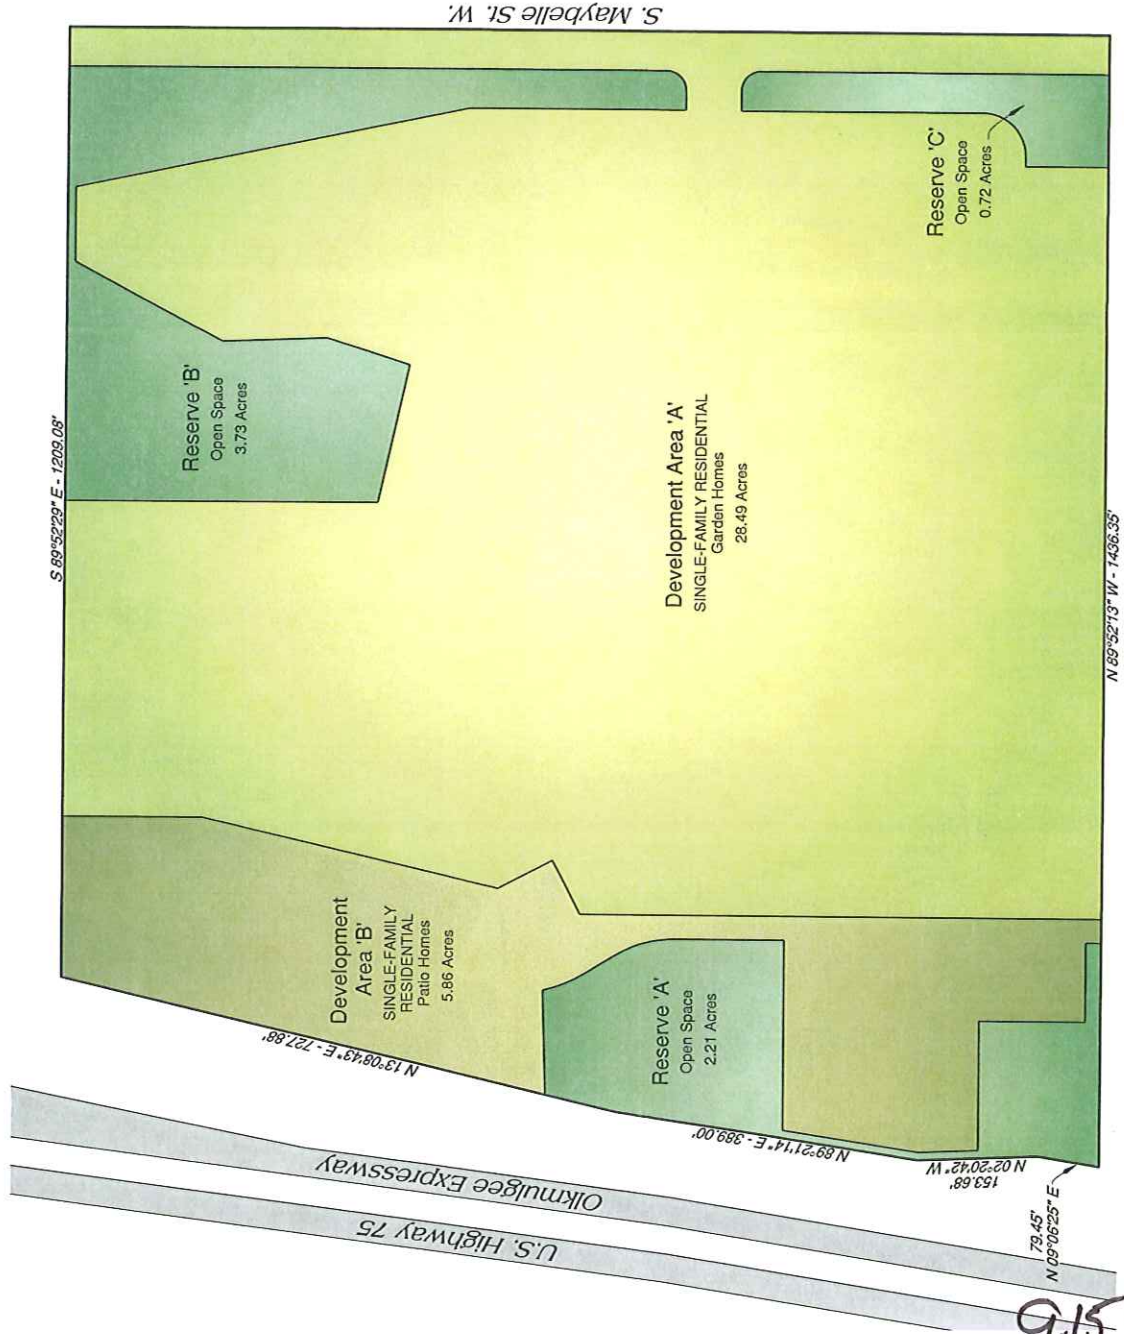 S. Maybelle St. W.
S 89°52'29" E - 1209.08'
Reserve 'B'
Open Space
3.73 Acres
Reserve 'C'
Open Space
0.72 Acres
Development Area 'A'
SINGLE-FAMILY RESIDENTIAL
Garden Homes
28.49 Acres
N 89°52'13" W - 1436.35'
Development
Area 'B'
SINGLE-FAMILY
RESIDENTIAL
Patio Homes
5.86 Acres
Reserve 'A'
Open Space
2.21 Acres
N 13°08'43" E - 727.88'
N 89°21'14" E - 389.00'
153.68'
N 02°20'42" W
79.45'
N 09°06'25" E
Olkmulgee Expressway
U.S. Highway 75
9.15